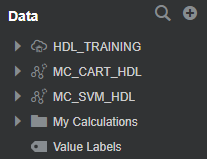 Data
HDL_TRAINING
MC_CART_HDL
MC_SVM_HDL
My Calculations
Value Labels